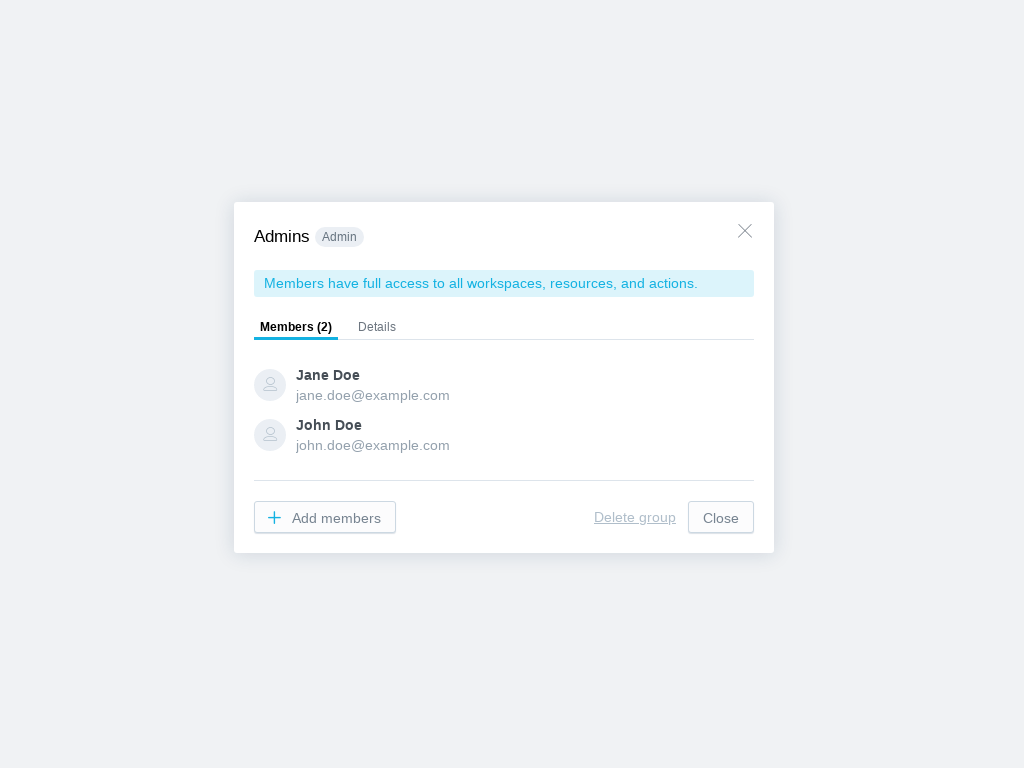 Admins Admin
Members have full access to all workspaces, resources, and actions.
Members (2) Details
Jane Doe
jane.doe@example.com
John Doe
john.doe@example.com
Add members Delete group Close